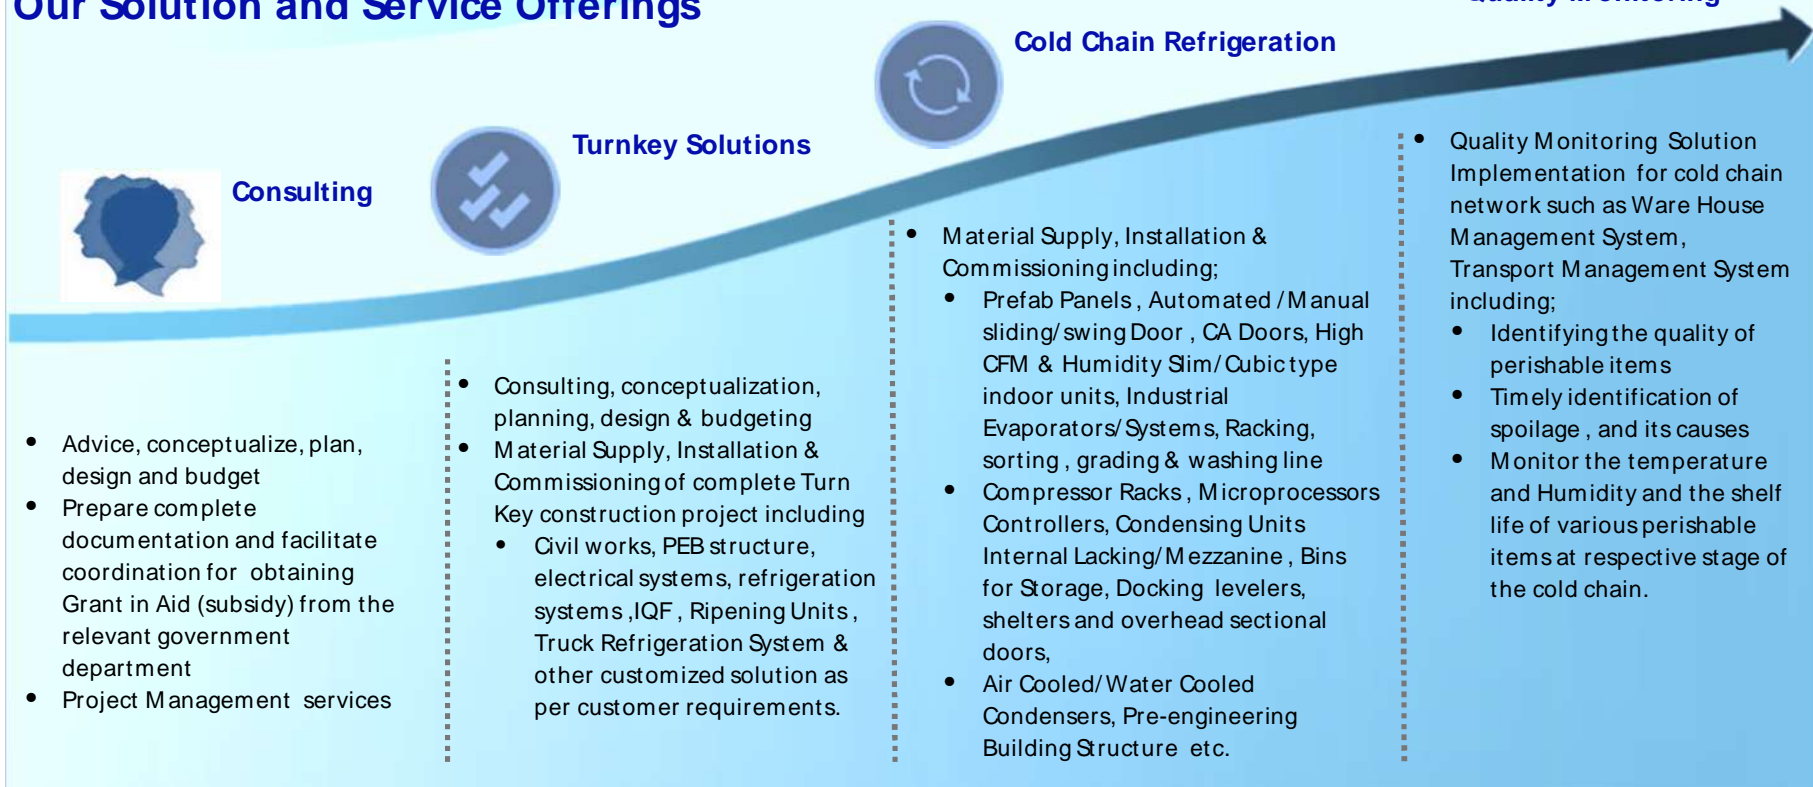 Our Solution and Service Offerings
Quality Monitoring
Cold Chain Refrigeration
Turnkey Solutions
Consulting
• Advice, conceptualize, plan,
design and budget
• Prepare complete
documentation and facilitate
coordination for obtaining
Grant in Aid (subsidy) from the
relevant government
department
• Project Management services
• Consulting, conceptualization,
planning, design & budgeting
• Material Supply, Installation &
Commissioning of complete Turn
Key construction project including
• Civil works, PEB structure,
electrical systems, refrigeration
systems ,IQF , Ripening Units ,
Truck Refrigeration System &
other customized solution as
per customer requirements.
• Material Supply, Installation &
Commissioning including;
• Prefab Panels , Automated /Manual
sliding/swing Door , CA Doors, High
CFM & Humidity Slim/Cubic type
indoor units, Industrial
Evaporators/Systems, Racking,
sorting , grading & washing line
• Compressor Racks , Microprocessors
Controllers, Condensing Units
Internal Lacking/Mezzanine , Bins
for Storage, Docking levelers,
shelters and overhead sectional
doors,
• Air Cooled/Water Cooled
Condensers, Pre-engineering
Building Structure etc.
• Quality Monitoring Solution
Implementation for cold chain
network such as Ware House
Management System,
Transport Management System
including;
• Identifying the quality of
perishable items
• Timely identification of
spoilage , and its causes
• Monitor the temperature
and Humidity and the shelf
life of various perishable
items at respective stage of
the cold chain.